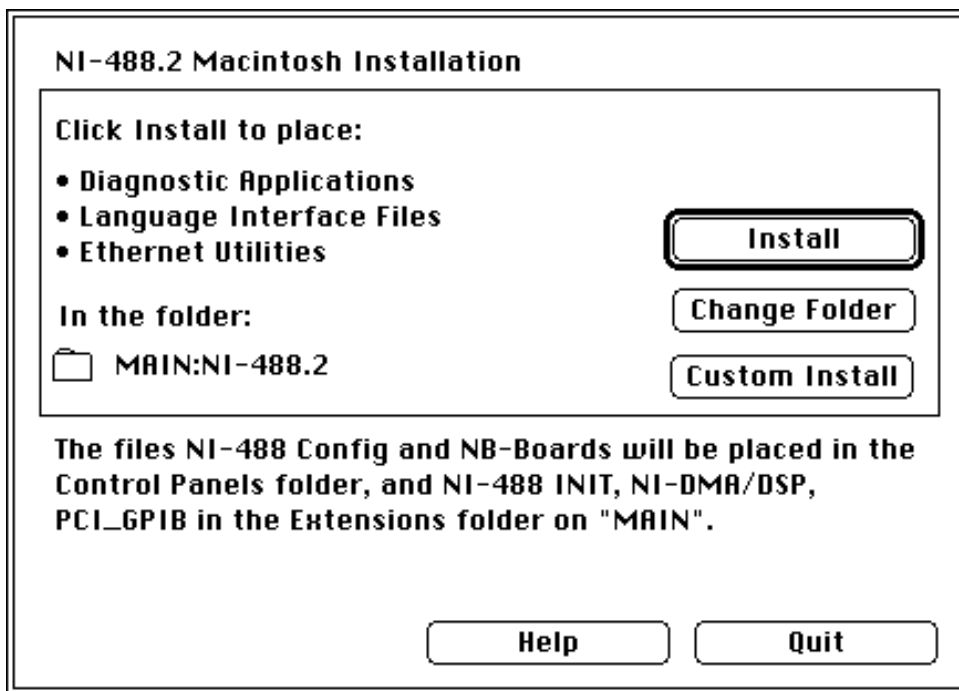 NI-488.2 Macintosh Installation
Click Install to place:
• Diagnostic Applications
• Language Interface Files
• Ethernet Utilities
Install
In the folder:
Change Folder
MAIN:NI-488.2
Custom Install
The files NI-488 Config and NB-Boards will be placed in the
Control Panels folder, and NI-488 INIT, NI-DMA/DSP,
PCI_GPIB in the Extensions folder on "MAIN".
Help
Quit